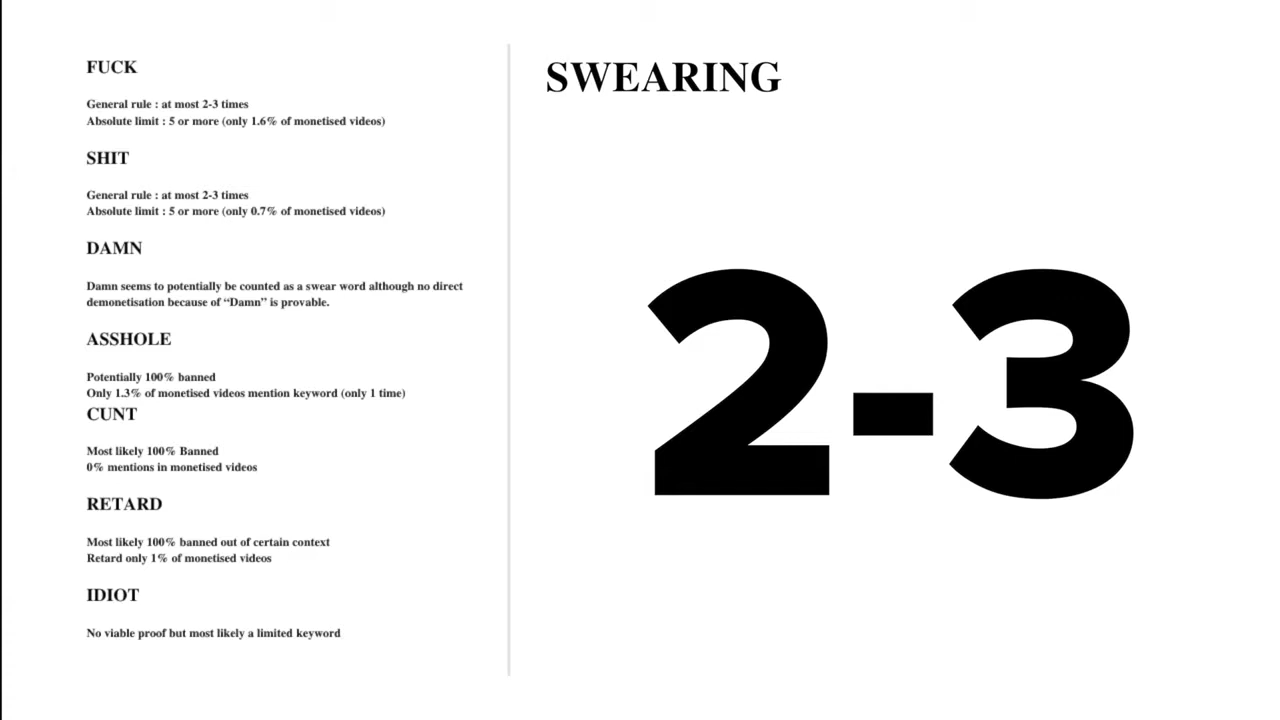 FUCK
General rule : at most 2-3 times
Absolute limit : 5 or more (only 1.6% of monetised videos)
SHIT
General rule : at most 2-3 times
Absolute limit : 5 or more (only 0.7% of monetised videos)
DAMN
Damn seems to potentially be counted as a swear word although no direct
demonetisation because of “Damn” is provable.
ASSHOLE
Potentially 100% banned
Only 1.3% of monetised videos mention keyword (only 1 time)
CUNT
Most likely 100% Banned
0% mentions in monetised videos
RETARD
Most likely 100% banned out of certain context
Retard only 1% of monetised videos
IDIOT
No viable proof but most likely a limited keyword
SWEARING
2-3